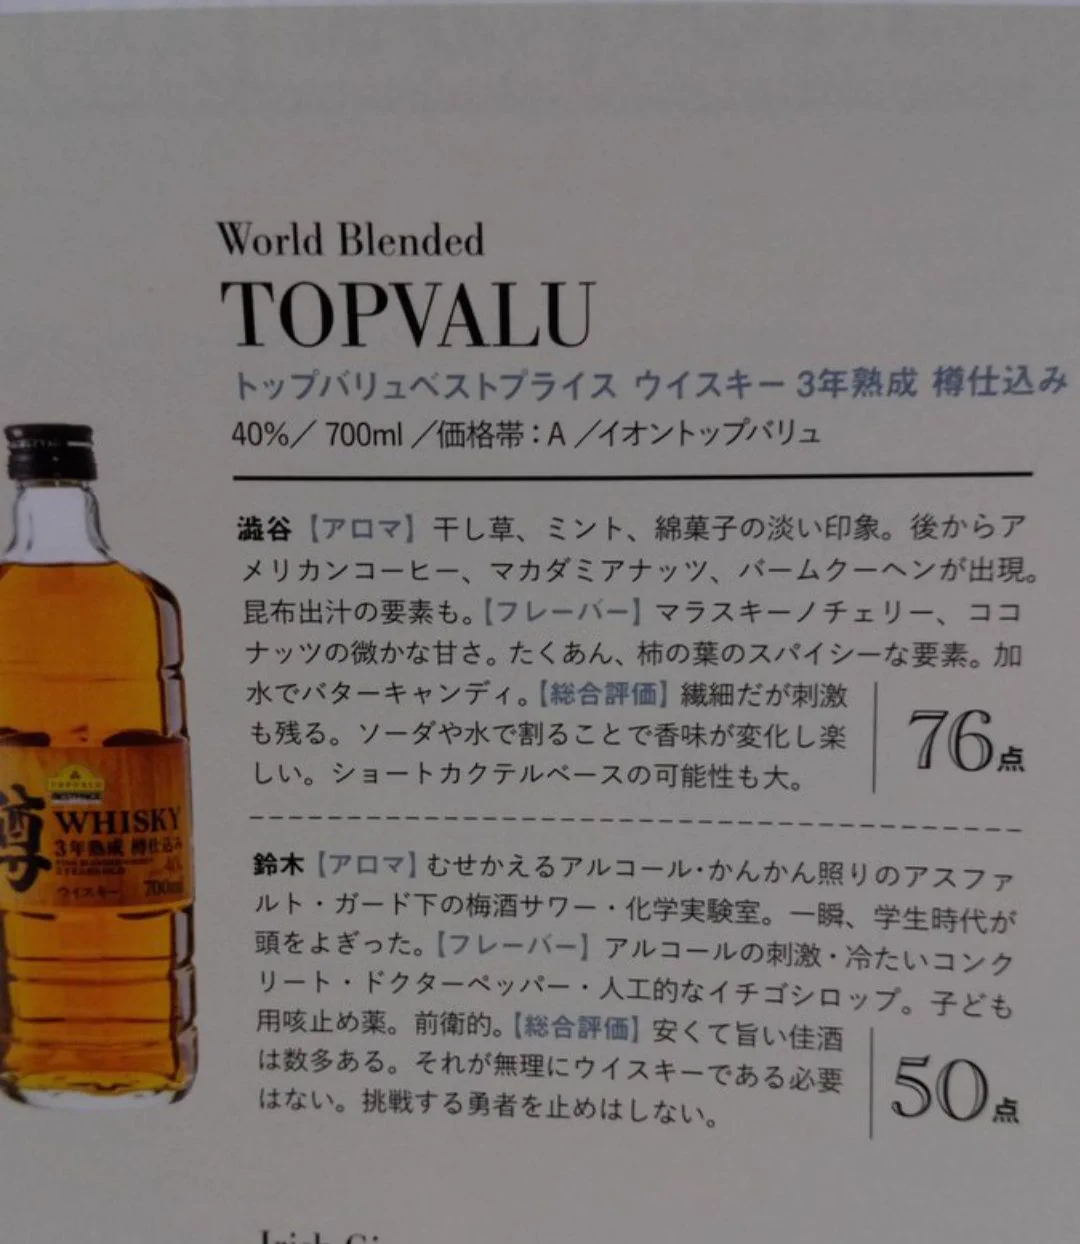 World Blended
TOPVALU
トップバリュベストプライス ウイスキー 3年熟成 樽仕込み
40%／ 700ml ／価格帯：A ／イオントップバリュ
澁谷【アロマ】干し草、ミント、綿菓子の淡い印象。後からア
メリカンコーヒー、マカダミアナッツ、バームクーヘンが出現。
昆布出汁の要素も。【フレーバー】マラスキーノチェリー、ココ
ナッツの微かな甘さ。たくあん、柿の葉のスパイシーな要素。加
水でバターキャンディ。【総合評価】繊細だが刺激
も残る。ソーダや水で割ることで香味が変化し楽
しい。ショートカクテルベースの可能性も大。
76点
鈴木【アロマ】むせかえるアルコール・かんかん照りのアスファ
ルト・ガード下の梅酒サワー・化学実験室。一瞬、学生時代が
頭をよぎった。【フレーバー】アルコールの刺激・冷たいコンク
リート・ドクターペッパー・人工的なイチゴシロップ。子ども
用咳止め薬。前衛的。【総合評価】安くて旨い佳酒
は数多ある。それが無理にウイスキーである必要
はない。挑戦する勇者を止めはしない。
50点
TOPVALU
樽
WHISKY
3年熟成 樽仕込み
40%
ウイスキー 700ml